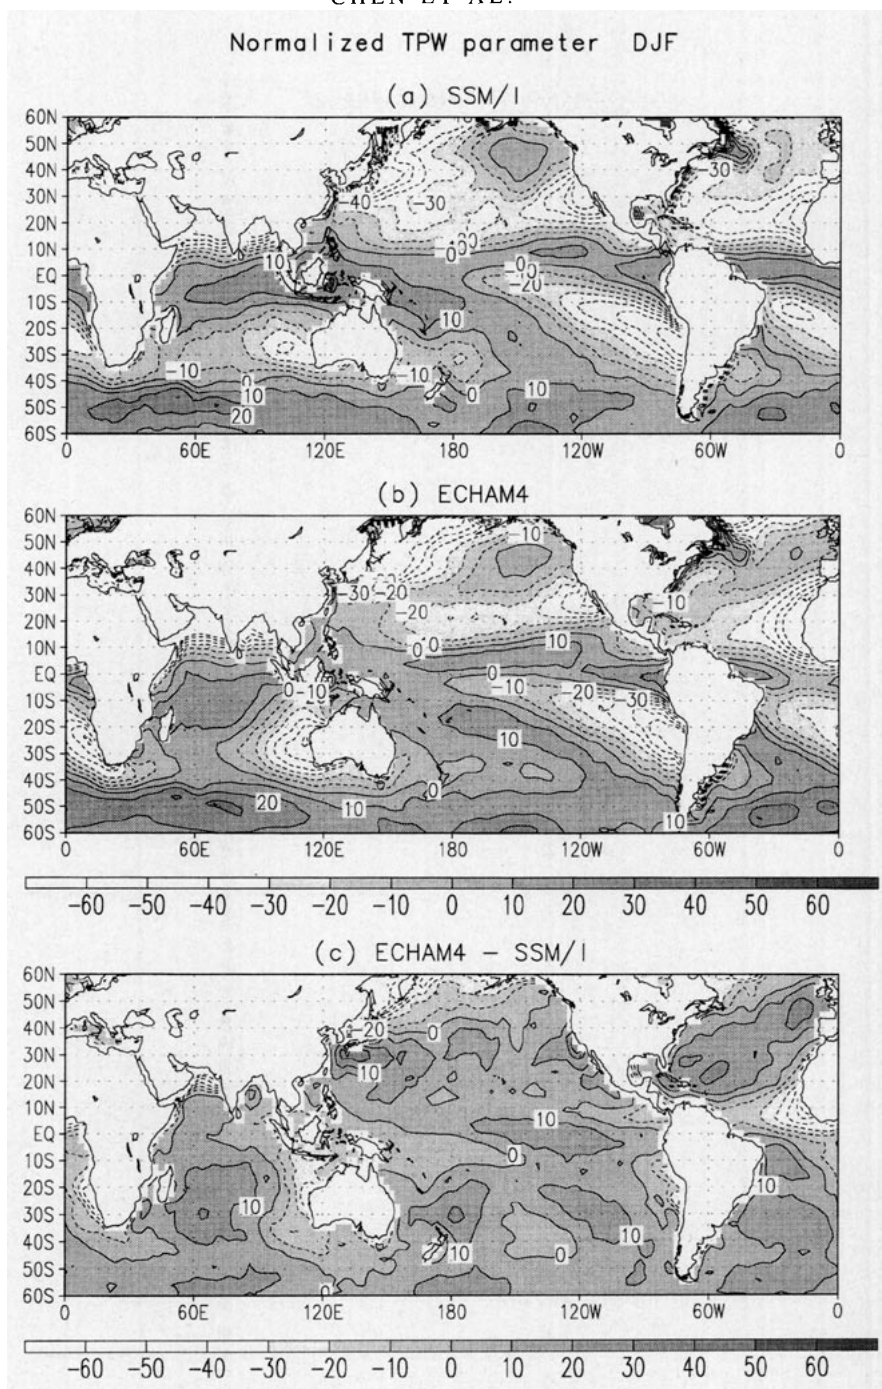 CHEN ET AL.
Normalized TPW parameter DJF
(a) SSM/I
60N
50N
40N
30N
20N
10N
EQ
10S
20S
30S
40S
50S
60S
-30
-40
-30
10
0
-20
10
-10
0
10
20
-10
0
10
0 60E 120E 180 120W 60W 0
(b) ECHAM4
60N
50N
40N
30N
20N
10N
EQ
10S
20S
30S
40S
50S
60S
-10
-30
-20
-20
-10
0
10
0
0
-10
-10
-20
-30
10
0
20
10
10
0 60E 120E 180 120W 60W 0
-60 -50 -40 -30 -20 -10 0 10 20 30 40 50 60
(c) ECHAM4 - SSM/I
60N
50N
40N
30N
20N
10N
EQ
10S
20S
30S
40S
50S
60S
-20
0
10
10
0
10
10
10
0
10
0
0 60E 120E 180 120W 60W 0
-60 -50 -40 -30 -20 -10 0 10 20 30 40 50 60